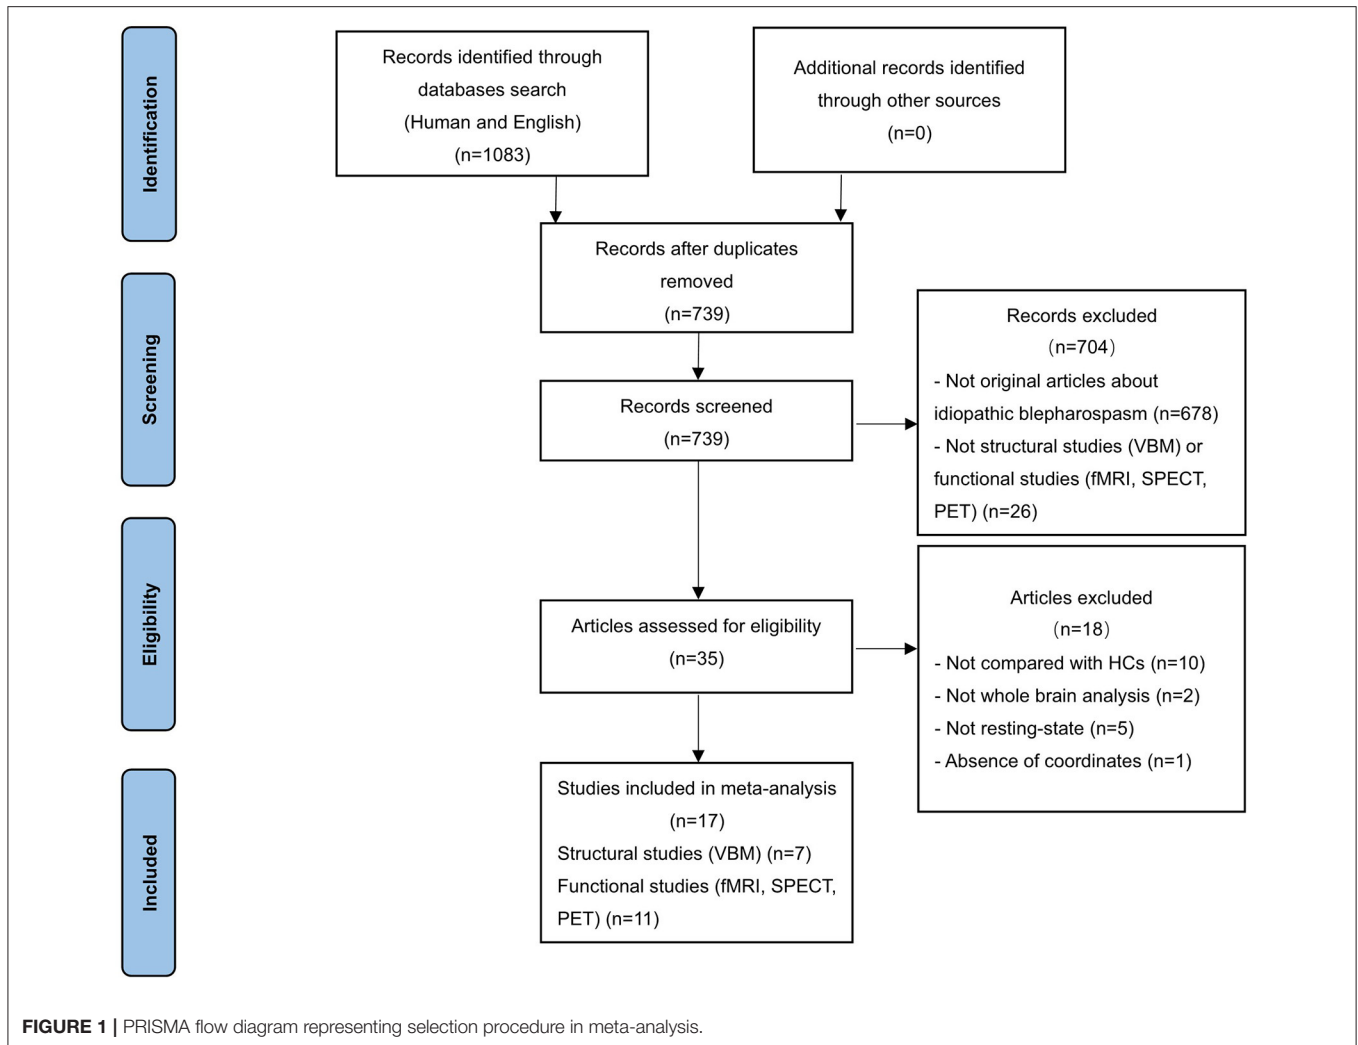 Identification
Records identified through
databases search
(Human and English)
(n=1083)
Additional records identified
through other sources
(n=0)
Records after duplicates
removed
(n=739)
Screening
Records screened
(n=739)
Records excluded
（n=704）
- Not original articles about
idiopathic blepharospasm (n=678)
- Not structural studies (VBM) or
functional studies (fMRI, SPECT,
PET) (n=26)
Eligibility
Articles assessed for eligibility
(n=35)
Articles excluded
（n=18）
- Not compared with HCs (n=10)
- Not whole brain analysis (n=2)
- Not resting-state (n=5)
- Absence of coordinates (n=1)
Included
Studies included in meta-analysis
(n=17)
Structural studies (VBM) (n=7)
Functional studies (fMRI, SPECT,
PET) (n=11)
FIGURE 1 | PRISMA flow diagram representing selection procedure in meta-analysis.